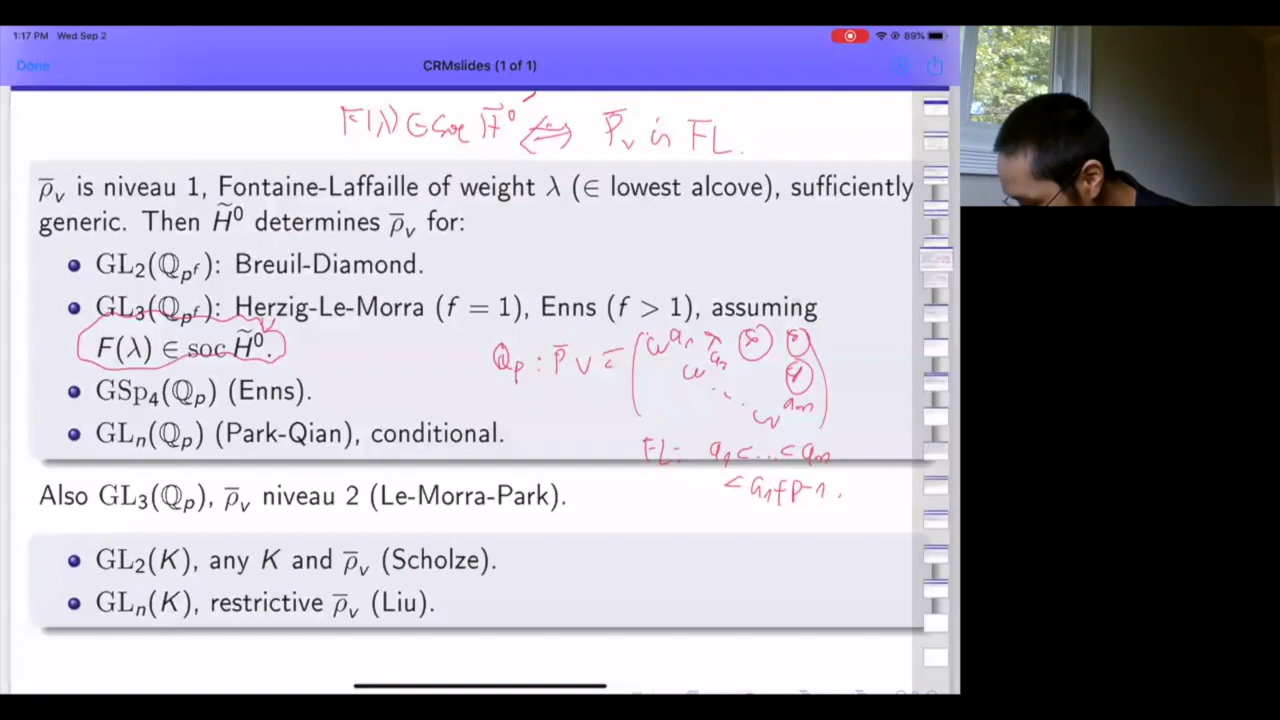 1:17 PM Wed Sep 2 89%
Done CRMslides (1 of 1)
F(λ) ∈ soc H̃⁰ ⟺ ρ̄ᵥ is FL.
ρ̄ᵥ is niveau 1, Fontaine-Laffaille of weight λ (∈ lowest alcove), sufficiently
generic. Then H̃⁰ determines ρ̄ᵥ for:
• GL₂(ℚ_{p^f}): Breuil-Diamond.
• GL₃(ℚ_{p^f}): Herzig-Le-Morra (f = 1), Enns (f > 1), assuming
F(λ) ∈ soc H̃⁰.
• GSp₄(ℚₚ) (Enns).
• GLₙ(ℚₚ) (Park-Qian), conditional.
ℚₚ : ρ̄ᵥ
FL: a₁ < ... < aₙ
< a₁+p-1.
Also GL₃(ℚₚ), ρ̄ᵥ niveau 2 (Le-Morra-Park).
• GL₂(K), any K and ρ̄ᵥ (Scholze).
• GLₙ(K), restrictive ρ̄ᵥ (Liu).